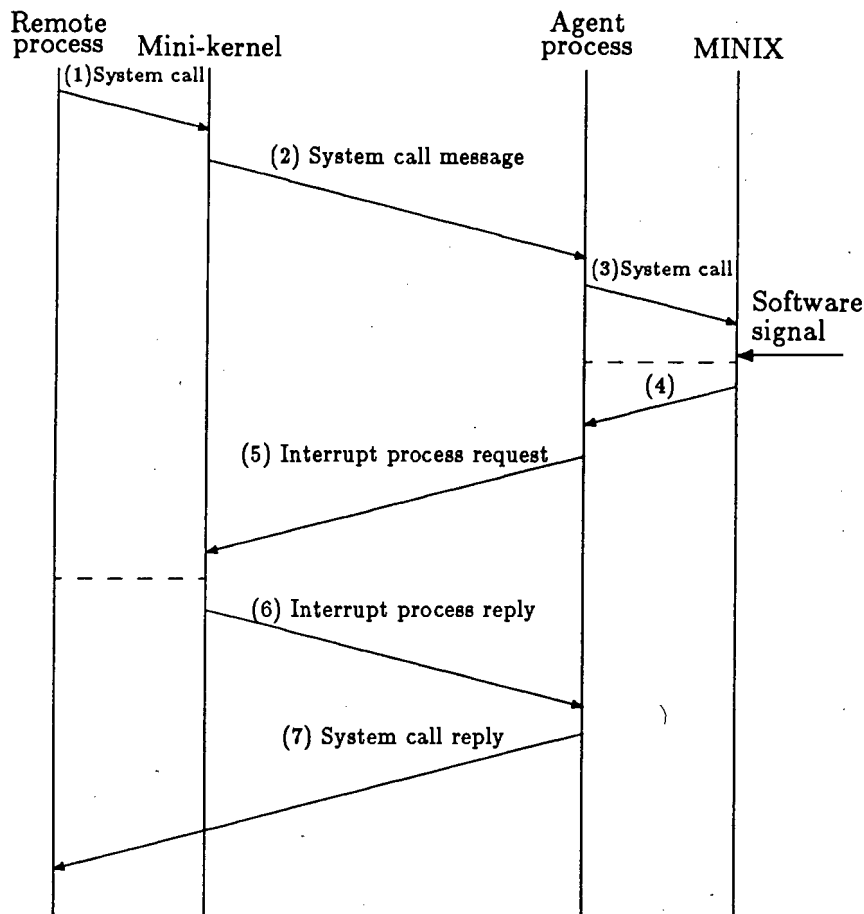 Remote
process
Mini-kernel
Agent
process
MINIX
(1)System call
(2) System call message
(3)System call
Software
signal
(4)
(5) Interrupt process request
(6) Interrupt process reply
(7) System call reply